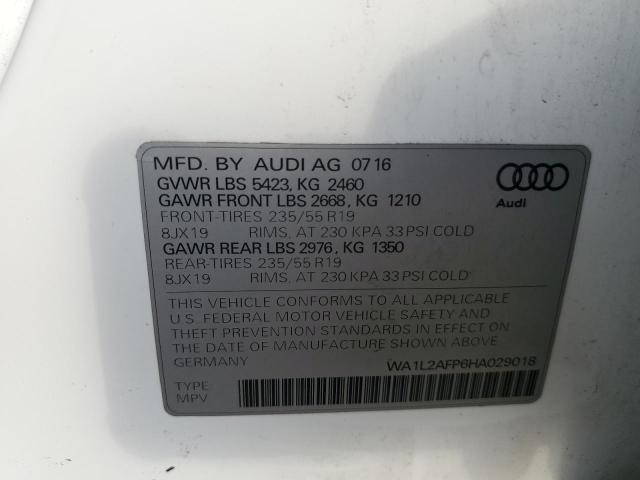 MFD. BY AUDI AG 07 16
GVWR LBS 5423, KG 2460
GAWR FRONT LBS 2668, KG 1210
FRONT-TIRES 235/55 R19
8JX19 RIMS. AT 230 KPA 33 PSI COLD
GAWR REAR LBS 2976, KG 1350
REAR-TIRES 235/55 R19
8JX19 RIMS. AT 230 KPA 33 PSI COLD
Audi
THIS VEHICLE CONFORMS TO ALL APPLICABLE
U.S. FEDERAL MOTOR VEHICLE SAFETY AND
THEFT PREVENTION STANDARDS IN EFFECT ON
THE DATE OF MANUFACTURE SHOWN ABOVE.
GERMANY
WA1L2AFP6HA029018
TYPE:
MPV